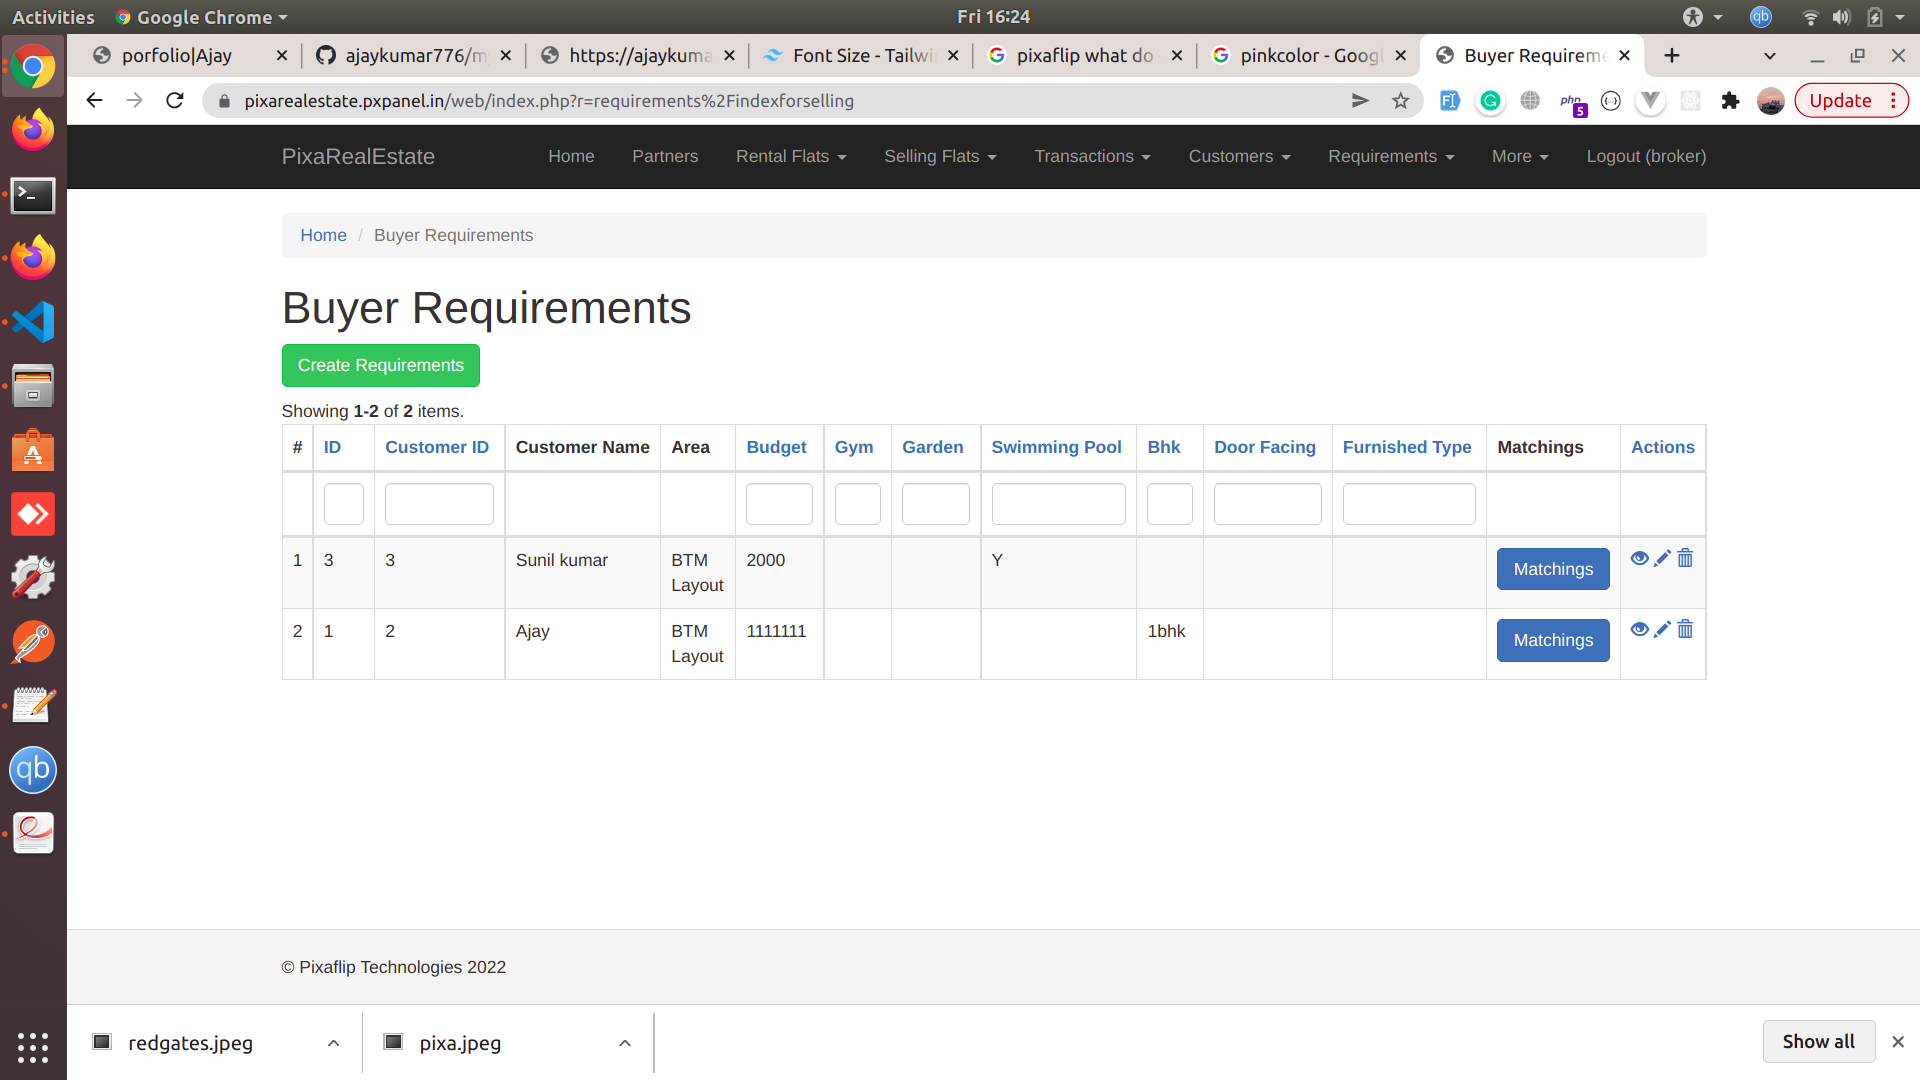 Activities Google Chrome Fri 16:24
porfolio|Ajay ajaykumar776/m https://ajaykuma Font Size - Tailwi pixaflip what do pinkcolor - Googl Buyer Requireme
pixarealestate.pxpanel.in/web/index.php?r=requirements%2Findexforselling Update
PixaRealEstate Home Partners Rental Flats Selling Flats Transactions Customers Requirements More Logout (broker)
Home / Buyer Requirements
Buyer Requirements
Create Requirements
Showing 1-2 of 2 items.
# ID Customer ID Customer Name Area Budget Gym Garden Swimming Pool Bhk Door Facing Furnished Type Matchings Actions
1 3 3 Sunil kumar BTM Layout 2000 Y Matchings
2 1 2 Ajay BTM Layout 1111111 1bhk Matchings
© Pixaflip Technologies 2022
redgates.jpeg pixa.jpeg Show all